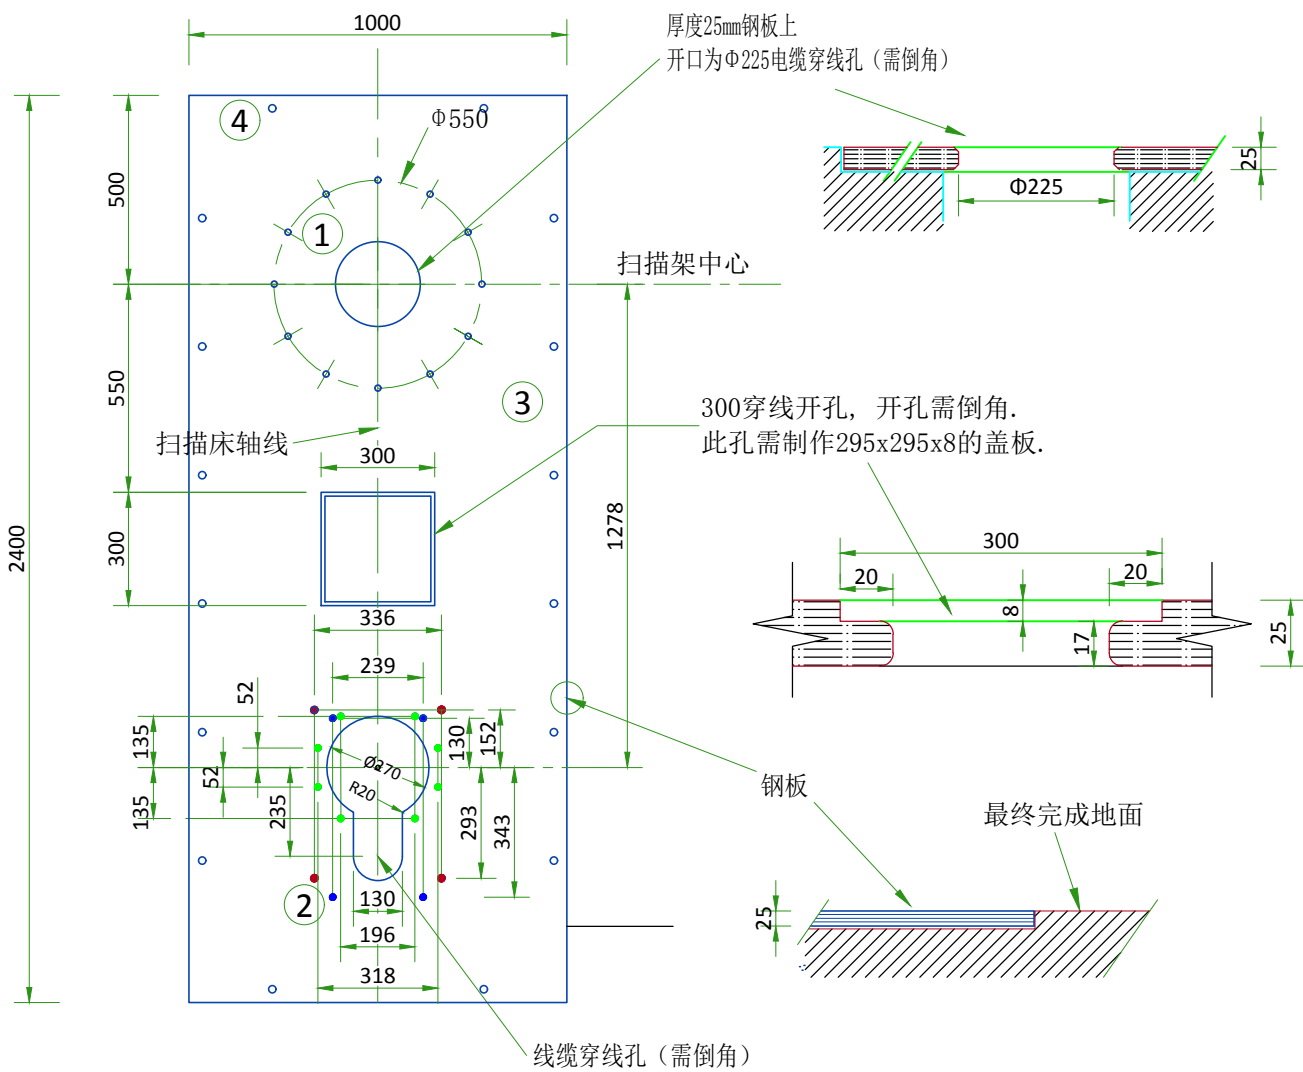 1000
厚度25mm钢板上
开口为Φ225电缆穿线孔（需倒角）
4
Φ550
500
25
Φ225
1
扫描架中心
550
3
300穿线开孔, 开孔需倒角.
此孔需制作295x295x8的盖板.
扫描床轴线
300
2400
300
1278
300
20
20
8
17
25
336
239
52
135
130
152
52
135
Ø270
R20
235
293
343
钢板
最终完成地面
2
130
25
196
318
线缆穿线孔（需倒角）